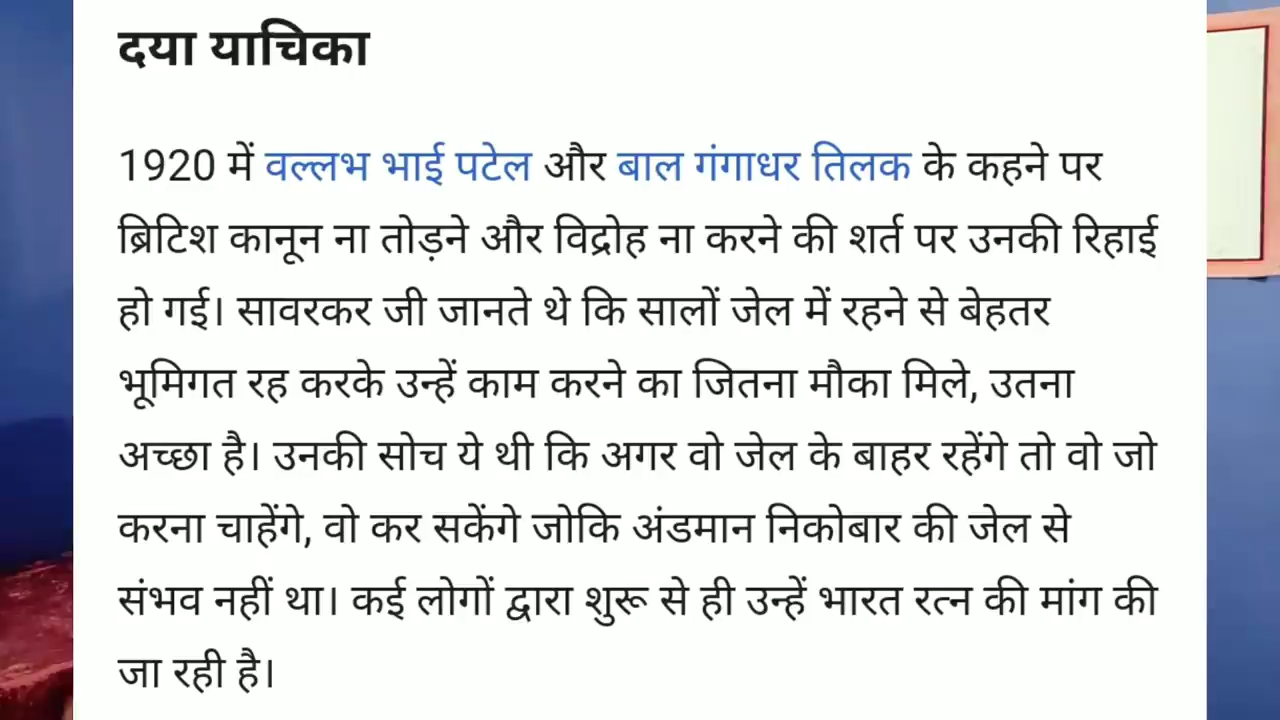 दया याचिका
1920 में वल्लभ भाई पटेल और बाल गंगाधर तिलक के कहने पर
ब्रिटिश कानून ना तोड़ने और विद्रोह ना करने की शर्त पर उनकी रिहाई
हो गई। सावरकर जी जानते थे कि सालों जेल में रहने से बेहतर
भूमिगत रह करके उन्हें काम करने का जितना मौका मिले, उतना
अच्छा है। उनकी सोच ये थी कि अगर वो जेल के बाहर रहेंगे तो वो जो
करना चाहेंगे, वो कर सकेंगे जोकि अंडमान निकोबार की जेल से
संभव नहीं था। कई लोगों द्वारा शुरू से ही उन्हें भारत रत्न की मांग की
जा रही है।